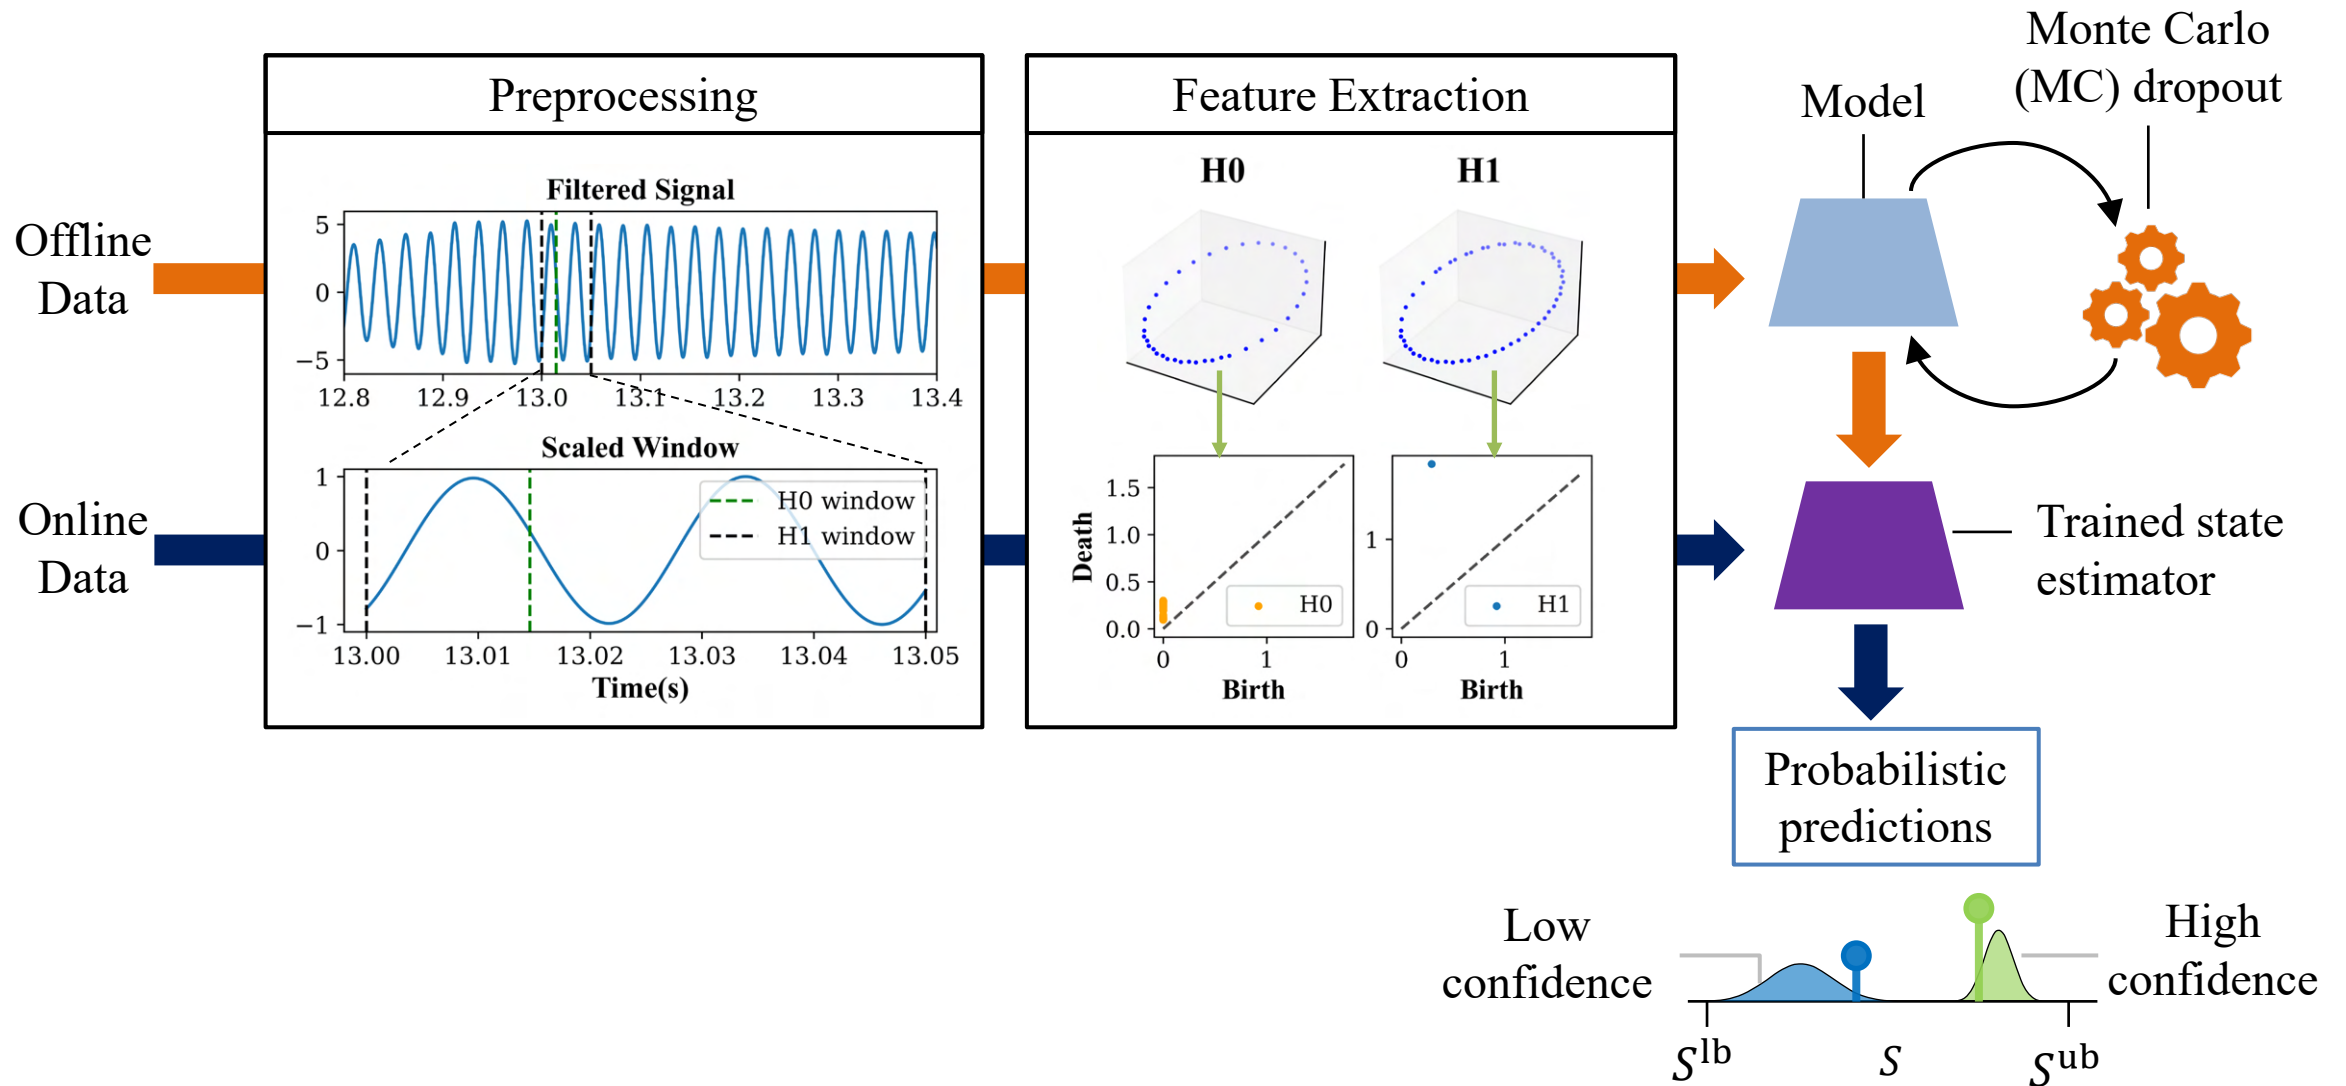 Monte Carlo
(MC) dropout
Model
Preprocessing
Feature Extraction
Offline
Data
Online
Data
Filtered Signal
5
0
−5
12.8 12.9 13.0 13.1 13.2 13.3 13.4
Scaled Window
1
0
−1
H0 window
H1 window
13.00 13.01 13.02 13.03 13.04 13.05
Time(s)
H0
H1
Death
1.5
1.0
0.5
0.0
H0
0 1
Birth
1
0
H1
0 1
Birth
Trained state
estimator
Probabilistic
predictions
Low
confidence
High
confidence
S^lb
S
S^ub